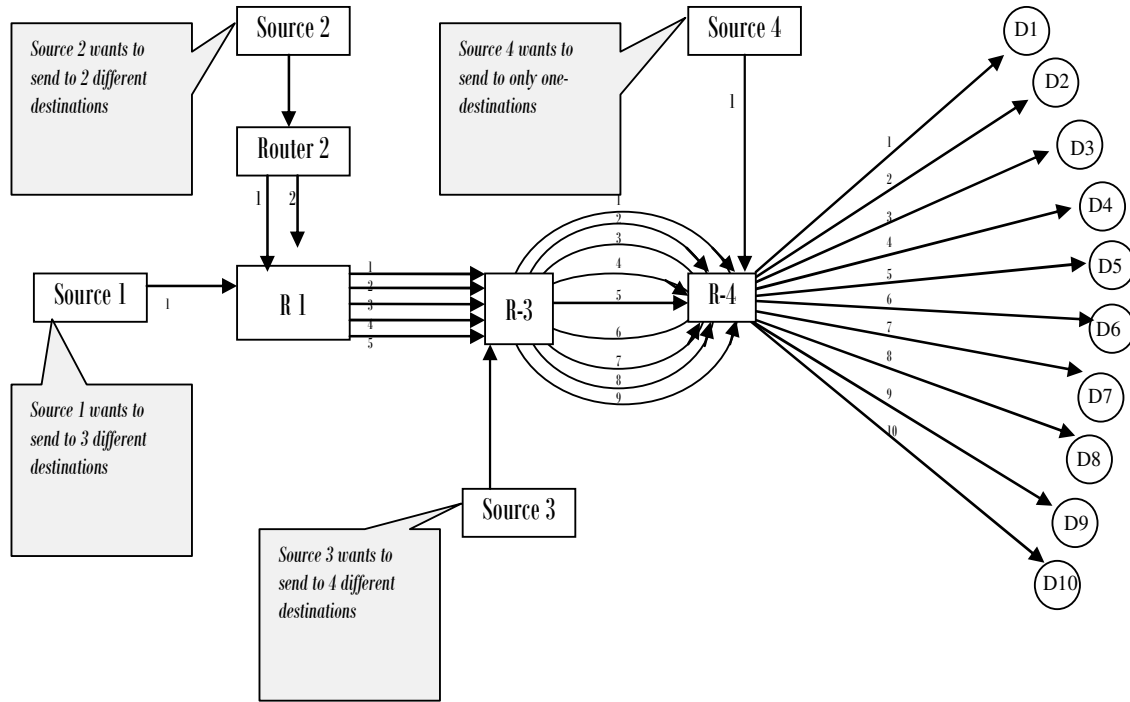 Source 2 wants to
send to 2 different
destinations
Source 2
Router 2
1
2
Source 4 wants to
send to only one-
destinations
Source 4
1
Source 1
1
R 1
1
2
3
4
5
R-3
1
2
3
4
5
6
7
8
9
R-4
1
2
3
4
5
6
7
8
9
10
D1
D2
D3
D4
D5
D6
D7
D8
D9
D10
Source 1 wants to
send to 3 different
destinations
Source 3
Source 3 wants to
send to 4 different
destinations